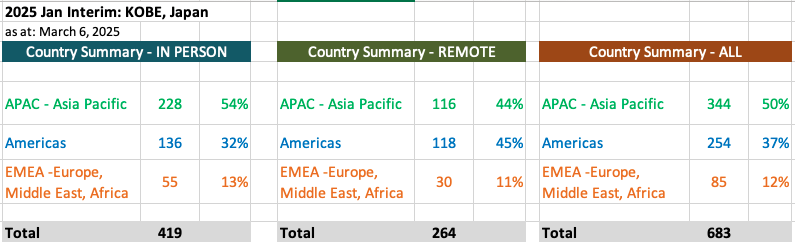 2025 Jan Interim: KOBE, Japan
as at: March 6, 2025
Country Summary - IN PERSON Country Summary - REMOTE Country Summary - ALL
APAC - Asia Pacific 228 54% APAC - Asia Pacific 116 44% APAC - Asia Pacific 344 50%
Americas 136 32% Americas 118 45% Americas 254 37%
EMEA -Europe, Middle East, Africa 55 13% EMEA -Europe, Middle East, Africa 30 11% EMEA -Europe, Middle East, Africa 85 12%
Total 419 Total 264 Total 683